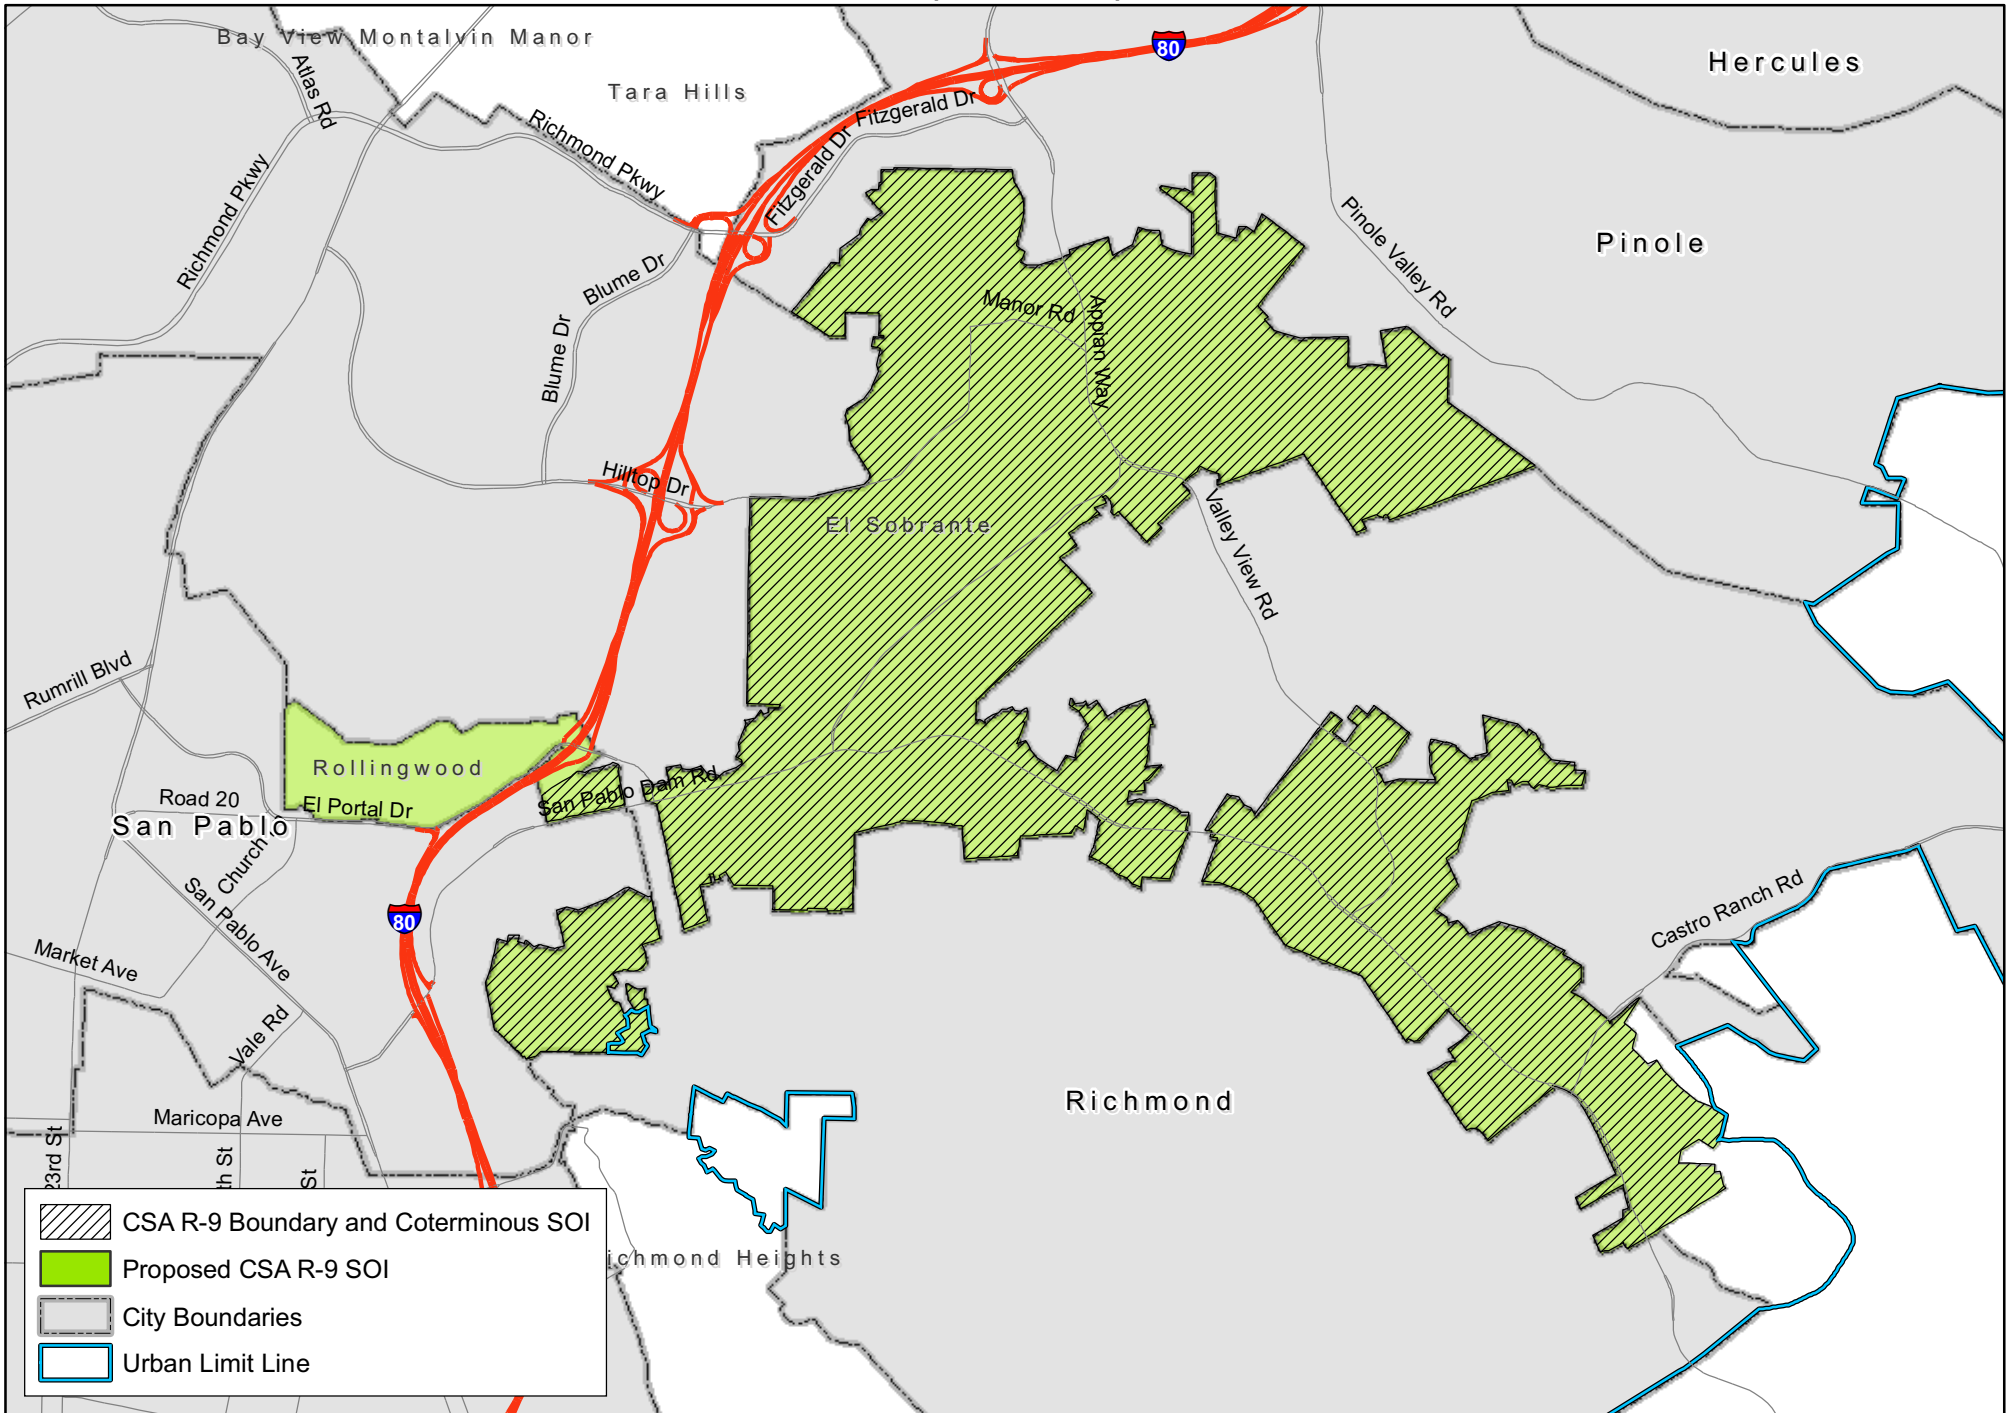 Bay View Montalvin Manor
Tara Hills
Hercules
80
Atlas Rd
Fitzgerald Dr
Richmond Pkwy
Fitzgerald Dr
Richmond Pkwy
Pinole Valley Rd
Pinole
Blume Dr
Manor Rd
Appian Way
Blume Dr
Hilltop Dr
El Sobrante
Valley View Rd
Rumrill Blvd
Rollingwood
San Pablo Dam Rd
Road 20
El Portal Dr
San Pablo
Church
San Pablo Ave
80
Castro Ranch Rd
Market Ave
Vale Rd
Richmond
Maricopa Ave
23rd St
th St
St
CSA R-9 Boundary and Coterminous SOI
Proposed CSA R-9 SOI
ichmond Heights
City Boundaries
Urban Limit Line